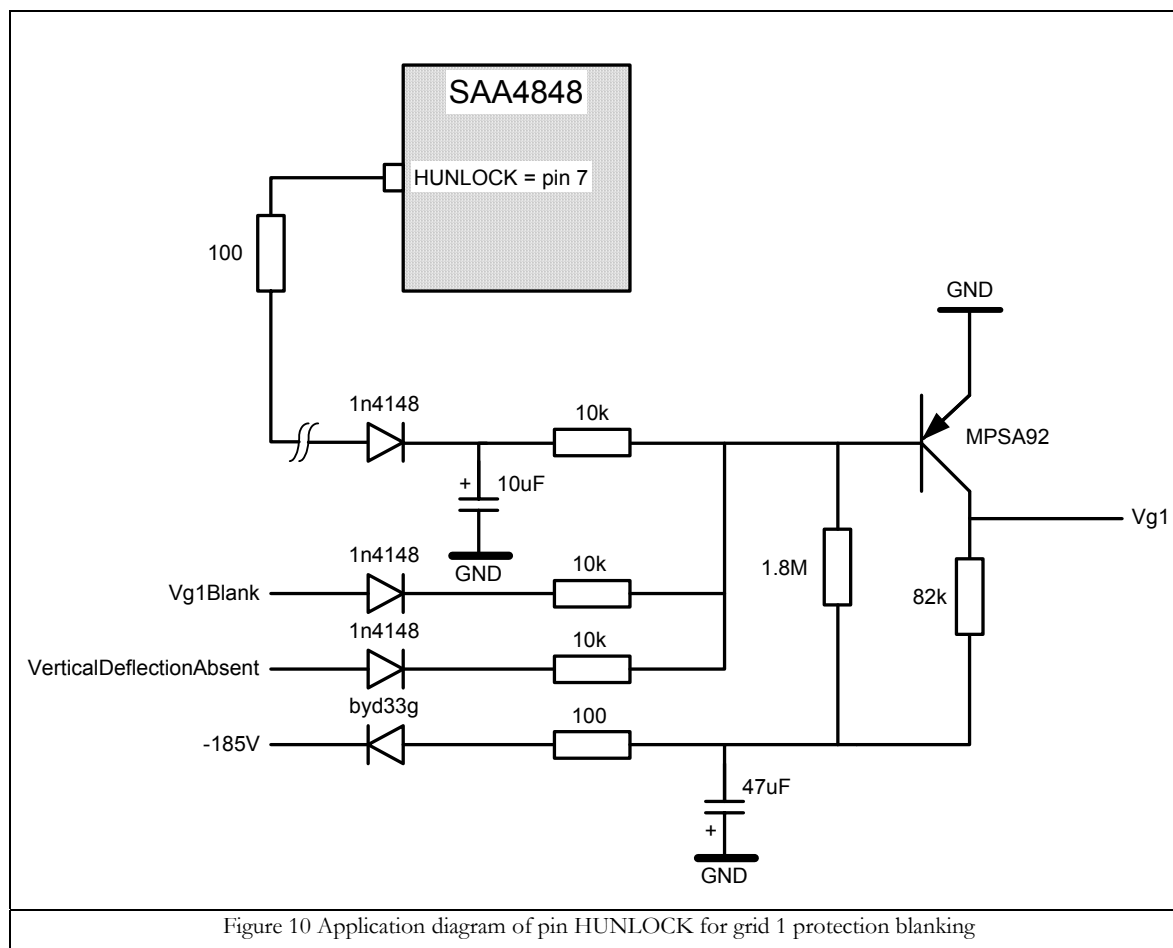 SAA4848
HUNLOCK = pin 7
100
GND
1n4148
10k
MPSA92
+ 10uF
Vg1
GND
1n4148
10k
1.8M
82k
Vg1Blank
1n4148
10k
VerticalDeflectionAbsent
byd33g
100
-185V
47uF
+
GND
Figure 10 Application diagram of pin HUNLOCK for grid 1 protection blanking